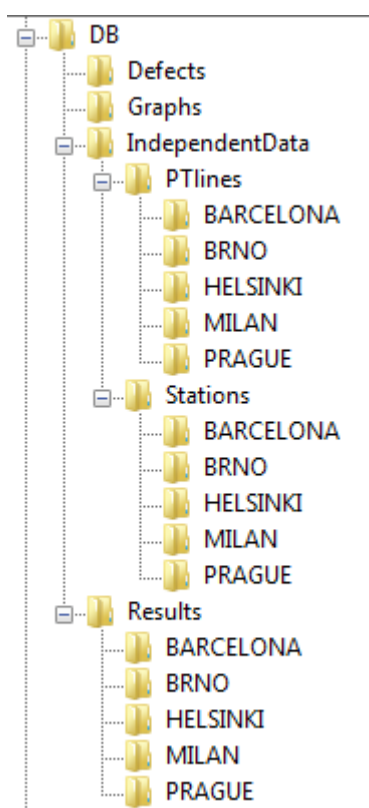 DB
Defects
Graphs
IndependentData
PTlines
BARCELONA
BRNO
HELSINKI
MILAN
PRAGUE
Stations
BARCELONA
BRNO
HELSINKI
MILAN
PRAGUE
Results
BARCELONA
BRNO
HELSINKI
MILAN
PRAGUE